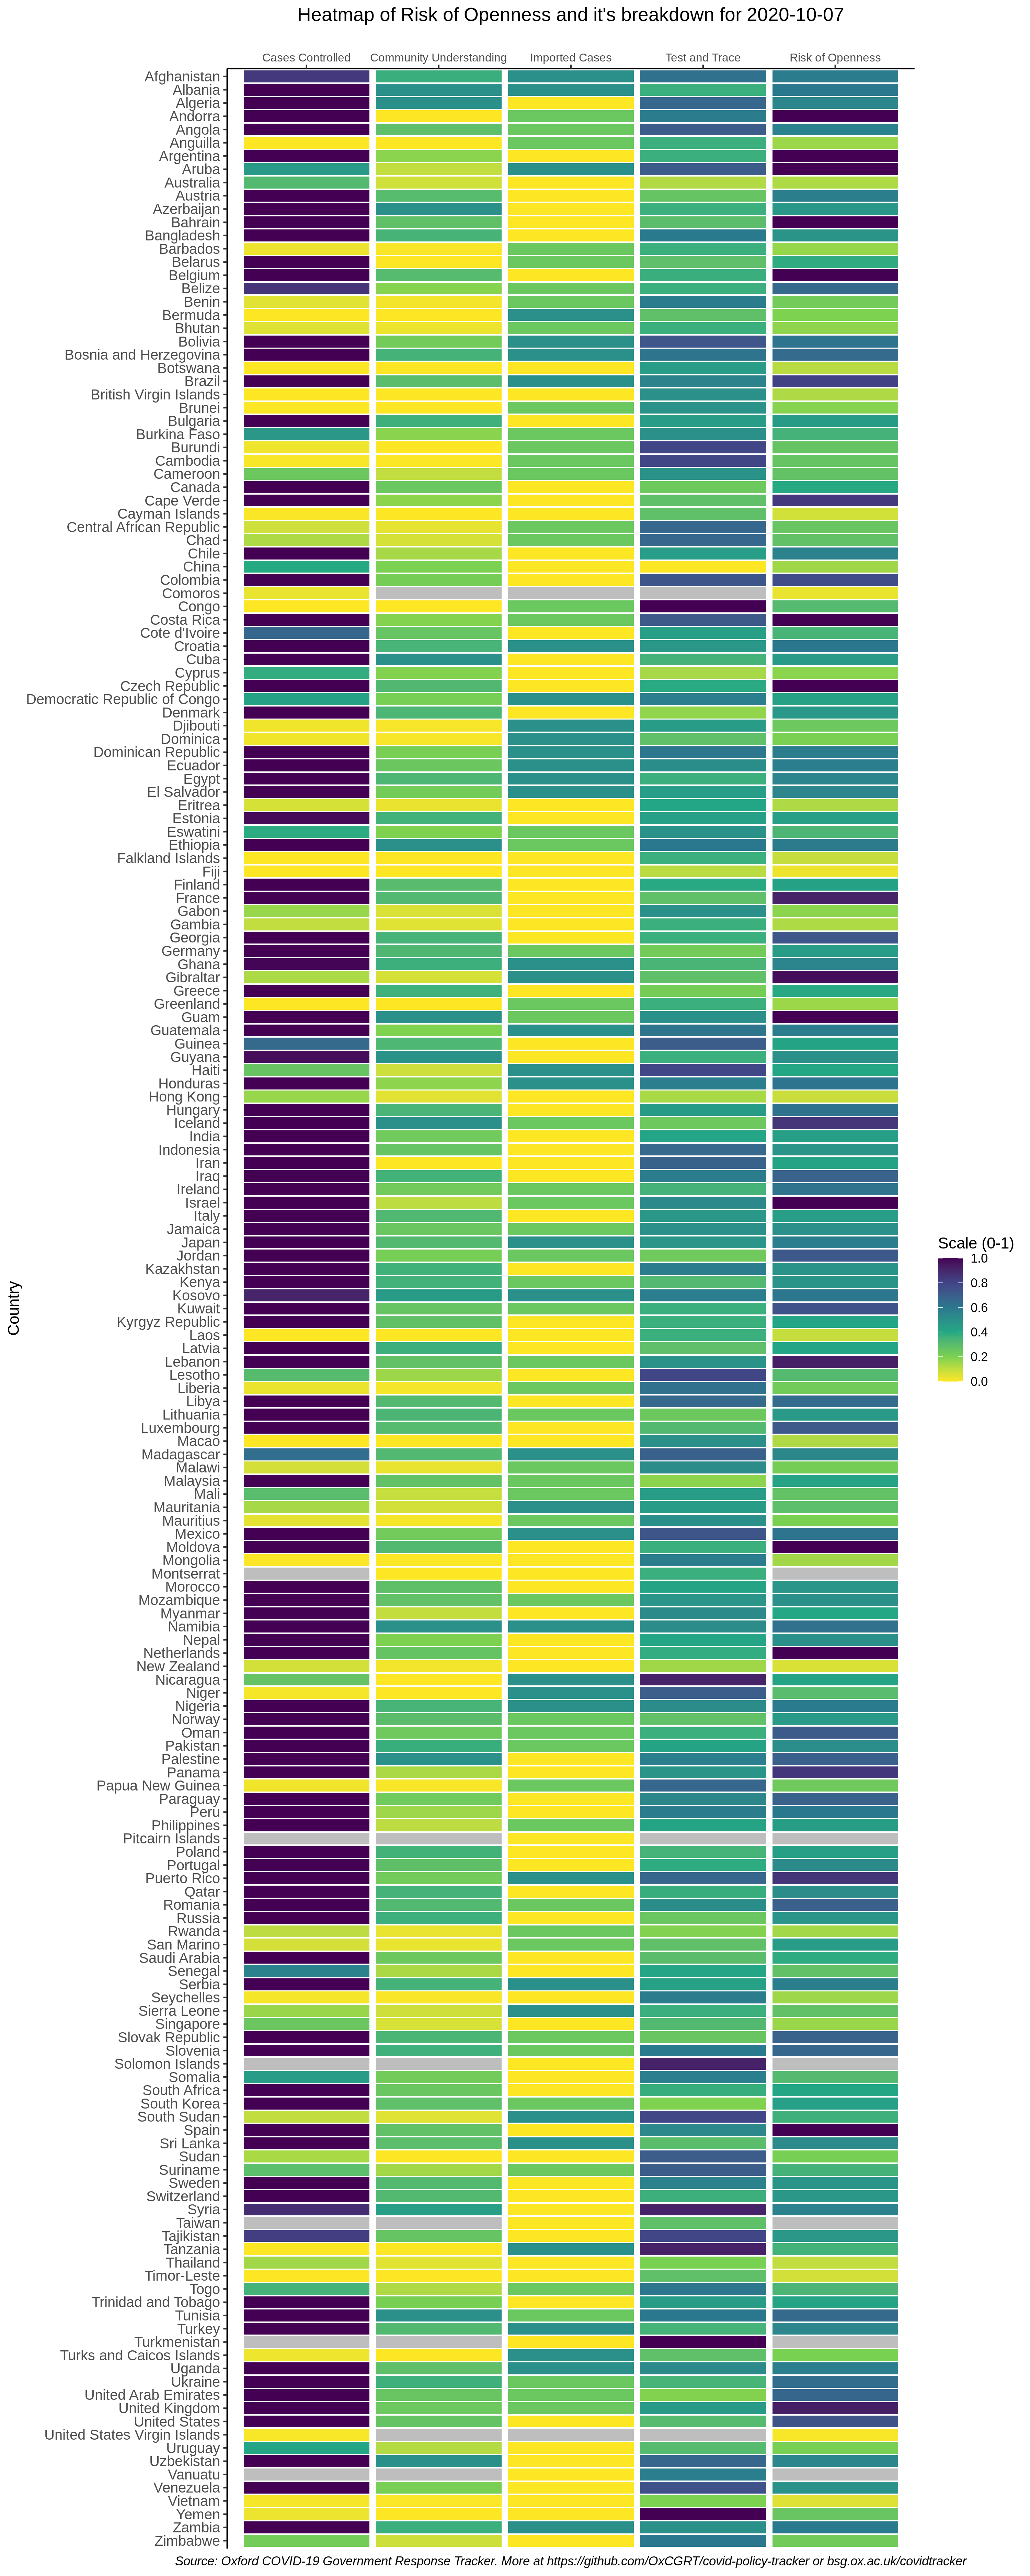 Heatmap of Risk of Openness and it's breakdown for 2020-10-07
Cases Controlled Community Understanding Imported Cases Test and Trace Risk of Openness
Afghanistan
Albania
Algeria
Andorra
Angola
Anguilla
Argentina
Aruba
Australia
Austria
Azerbaijan
Bahrain
Bangladesh
Barbados
Belarus
Belgium
Belize
Benin
Bermuda
Bhutan
Bolivia
Bosnia and Herzegovina
Botswana
Brazil
British Virgin Islands
Brunei
Bulgaria
Burkina Faso
Burundi
Cambodia
Cameroon
Canada
Cape Verde
Cayman Islands
Central African Republic
Chad
Chile
China
Colombia
Comoros
Congo
Costa Rica
Cote d'Ivoire
Croatia
Cuba
Cyprus
Czech Republic
Democratic Republic of Congo
Denmark
Djibouti
Dominica
Dominican Republic
Ecuador
Egypt
El Salvador
Eritrea
Estonia
Eswatini
Ethiopia
Falkland Islands
Fiji
Finland
France
Gabon
Gambia
Georgia
Germany
Ghana
Gibraltar
Greece
Greenland
Guam
Guatemala
Guinea
Guyana
Haiti
Honduras
Hong Kong
Hungary
Iceland
India
Indonesia
Iran
Iraq
Ireland
Israel
Italy
Jamaica
Japan
Jordan
Kazakhstan
Kenya
Kosovo
Kuwait
Kyrgyz Republic
Laos
Latvia
Lebanon
Lesotho
Liberia
Libya
Lithuania
Luxembourg
Macao
Madagascar
Malawi
Malaysia
Mali
Mauritania
Mauritius
Mexico
Moldova
Mongolia
Montserrat
Morocco
Mozambique
Myanmar
Namibia
Nepal
Netherlands
New Zealand
Nicaragua
Niger
Nigeria
Norway
Oman
Pakistan
Palestine
Panama
Papua New Guinea
Paraguay
Peru
Philippines
Pitcairn Islands
Poland
Portugal
Puerto Rico
Qatar
Romania
Russia
Rwanda
San Marino
Saudi Arabia
Senegal
Serbia
Seychelles
Sierra Leone
Singapore
Slovak Republic
Slovenia
Solomon Islands
Somalia
South Africa
South Korea
South Sudan
Spain
Sri Lanka
Sudan
Suriname
Sweden
Switzerland
Syria
Taiwan
Tajikistan
Tanzania
Thailand
Timor-Leste
Togo
Trinidad and Tobago
Tunisia
Turkey
Turkmenistan
Turks and Caicos Islands
Uganda
Ukraine
United Arab Emirates
United Kingdom
United States
United States Virgin Islands
Uruguay
Uzbekistan
Vanuatu
Venezuela
Vietnam
Yemen
Zambia
Zimbabwe
Country
Scale (0-1)
1.0
0.8
0.6
0.4
0.2
0.0
Source: Oxford COVID-19 Government Response Tracker. More at https://github.com/OxCGRT/covid-policy-tracker or bsg.ox.ac.uk/covidtracker